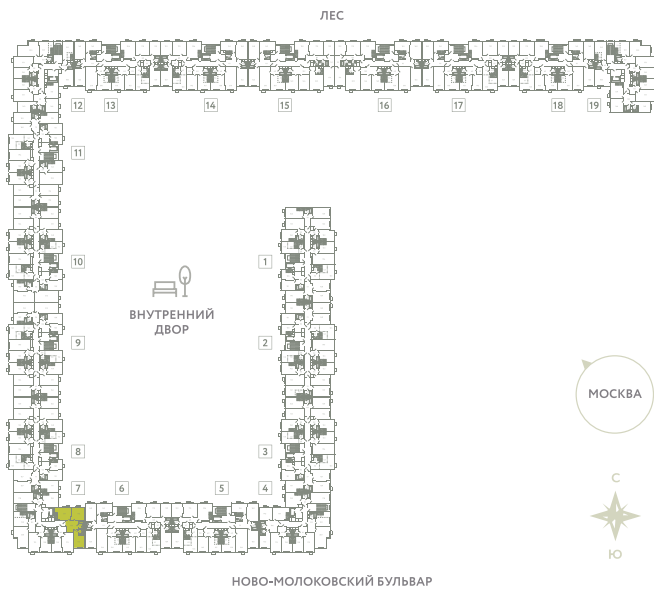 ЛЕС
12 13 14 15 16 17 18 19
11
10 1
ВНУТРЕННИЙ
ДВОР
9 2
МОСКВА
8 3
7 6 5 4
С
Ю
НОВО-МОЛОКОВСКИЙ БУЛЬВАР